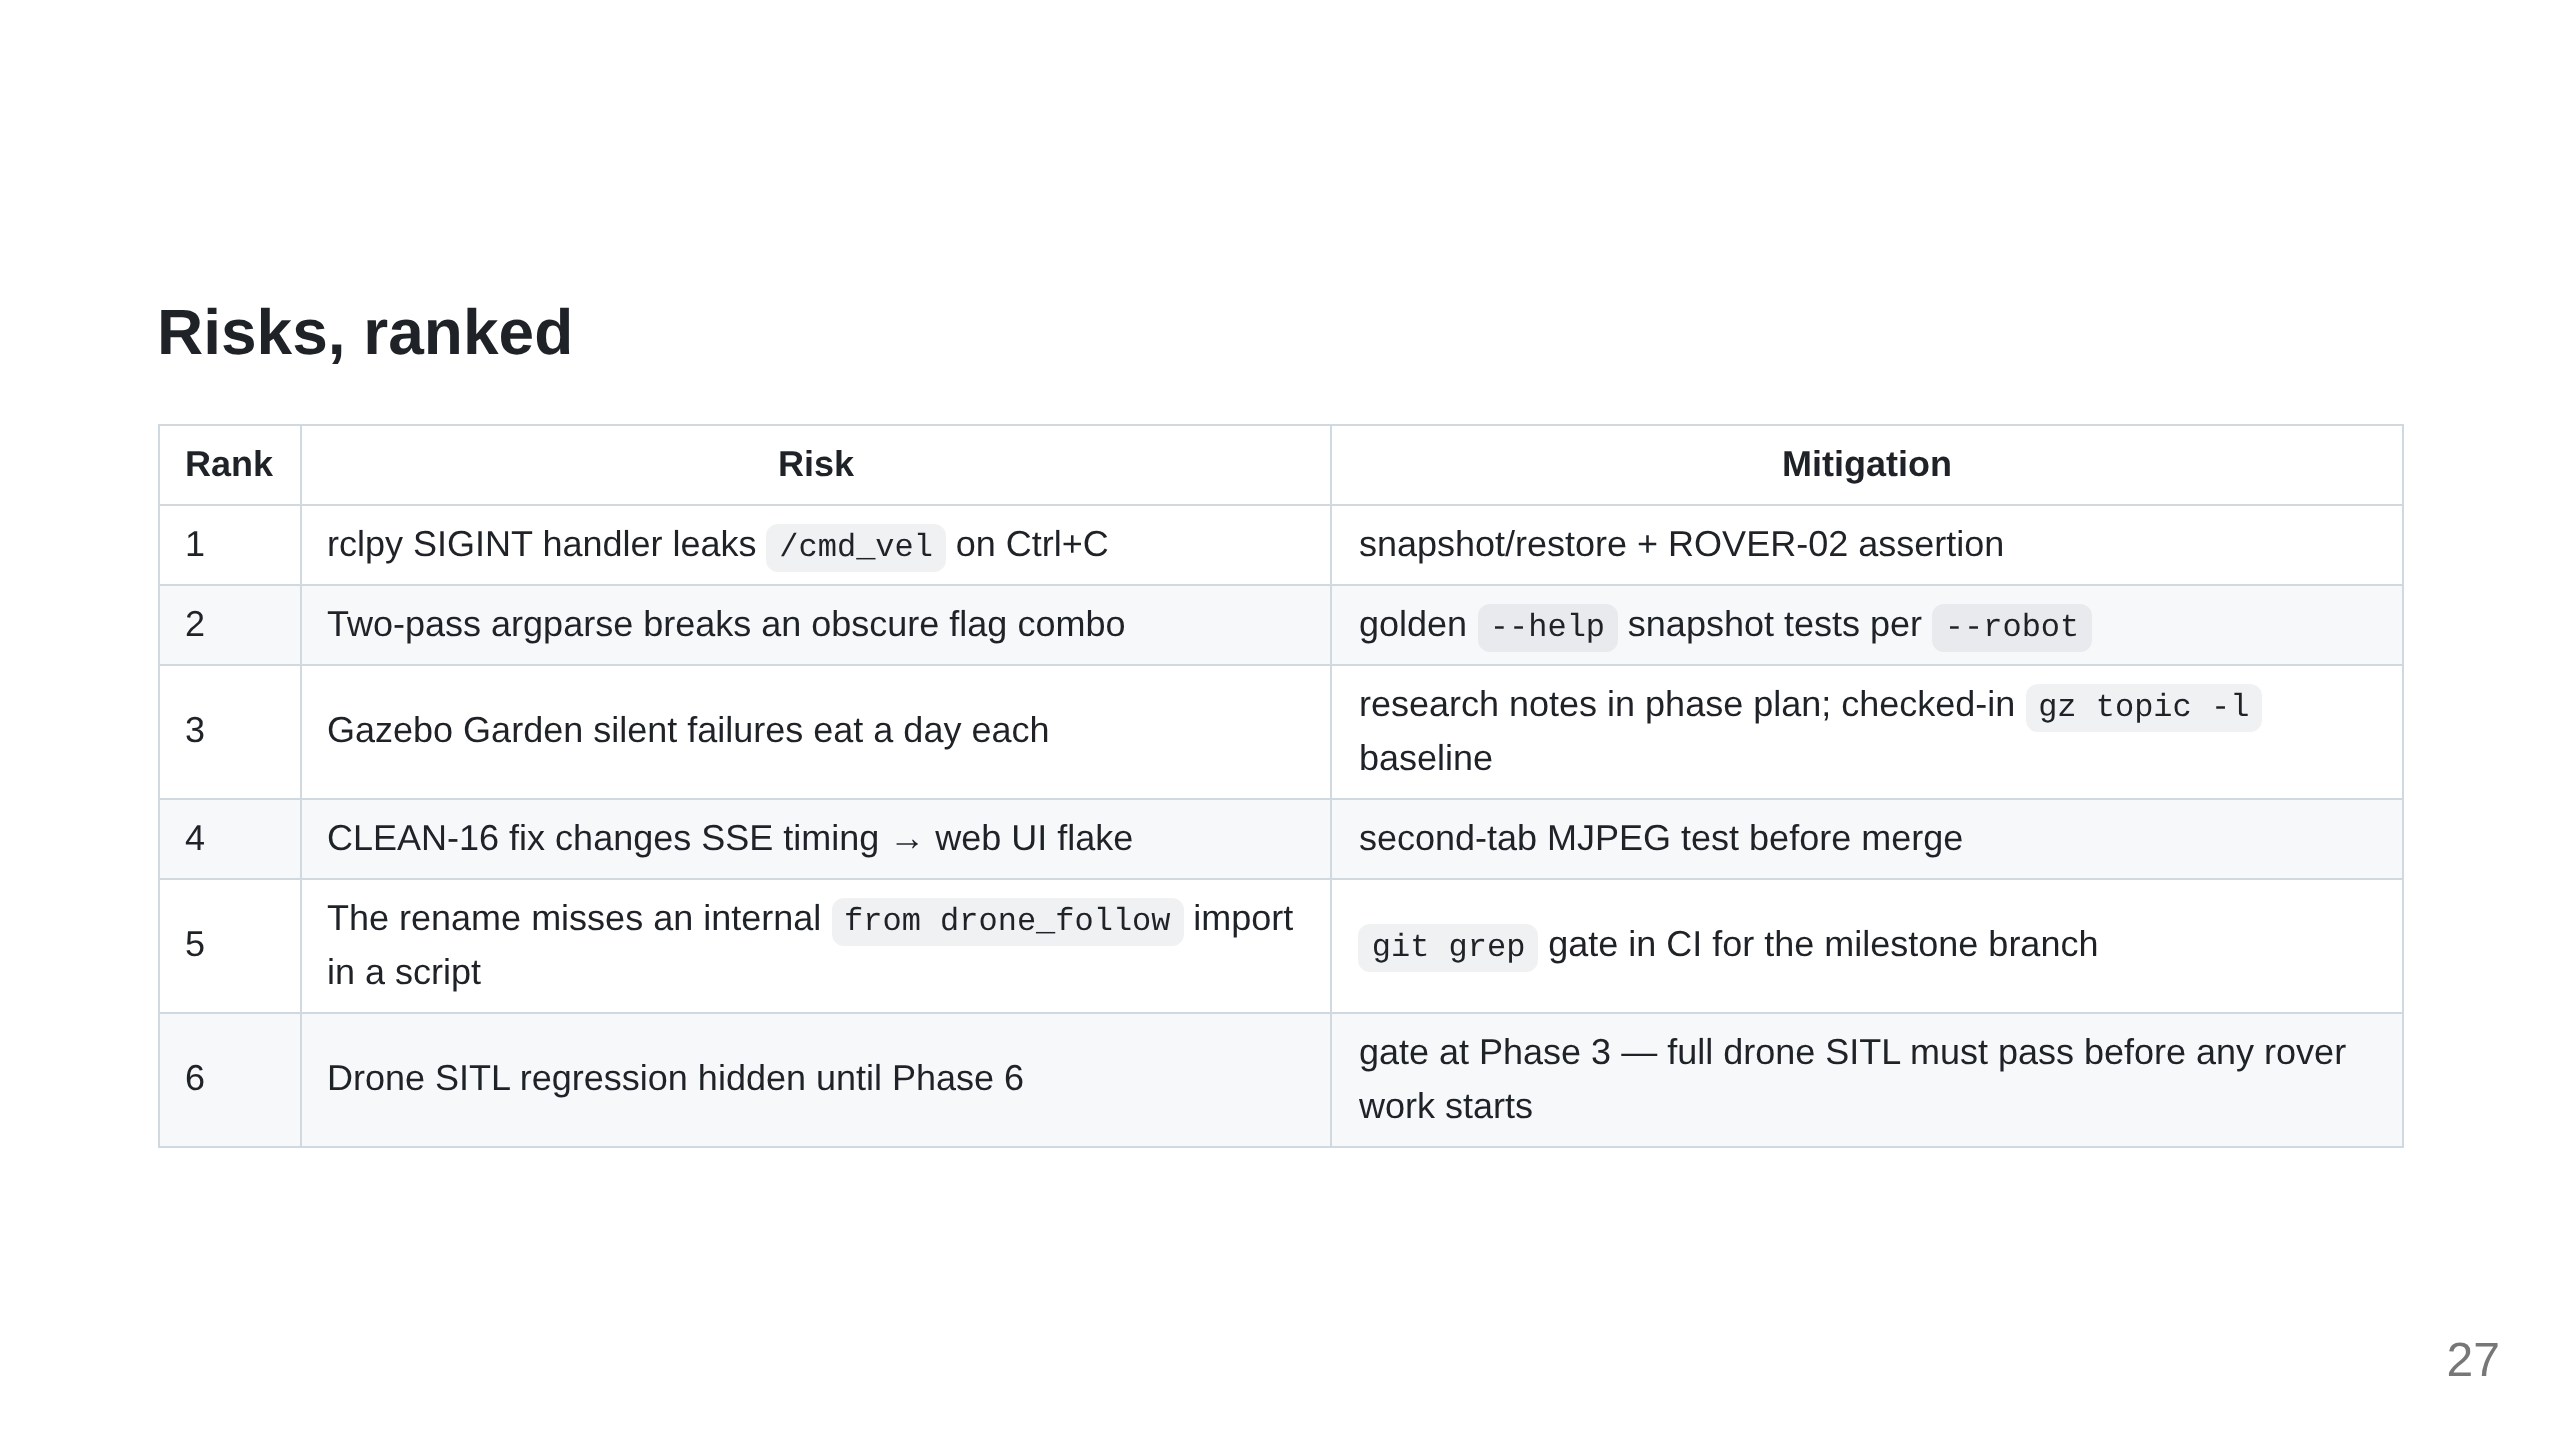 Risks, ranked
Rank Risk Mitigation
1 rclpy SIGINT handler leaks /cmd_vel on Ctrl+C snapshot/restore + ROVER-02 assertion
2 Two-pass argparse breaks an obscure flag combo golden --help snapshot tests per --robot
3 Gazebo Garden silent failures eat a day each research notes in phase plan; checked-in gz topic -l
baseline
4 CLEAN-16 fix changes SSE timing → web UI flake second-tab MJPEG test before merge
5 The rename misses an internal from drone_follow import
in a script
git grep gate in CI for the milestone branch
6 Drone SITL regression hidden until Phase 6 gate at Phase 3 — full drone SITL must pass before any rover
work starts
27